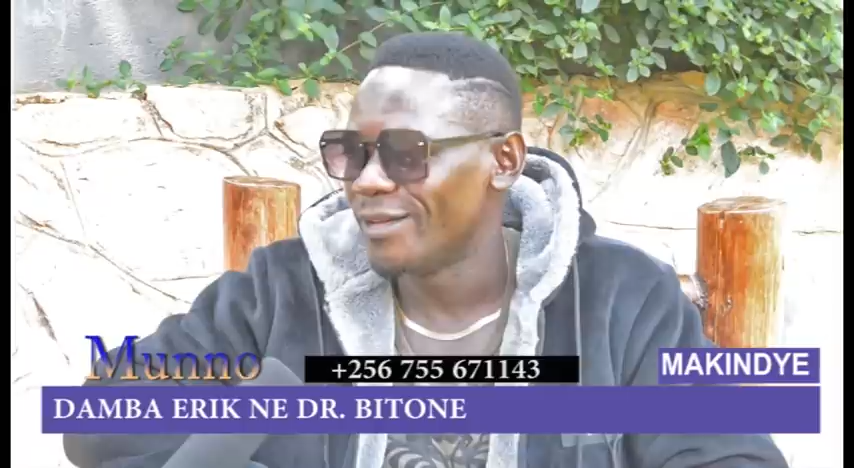 Munno
+256 755 671143
MAKINDYE
DAMBA ERIK NE DR. BITONE